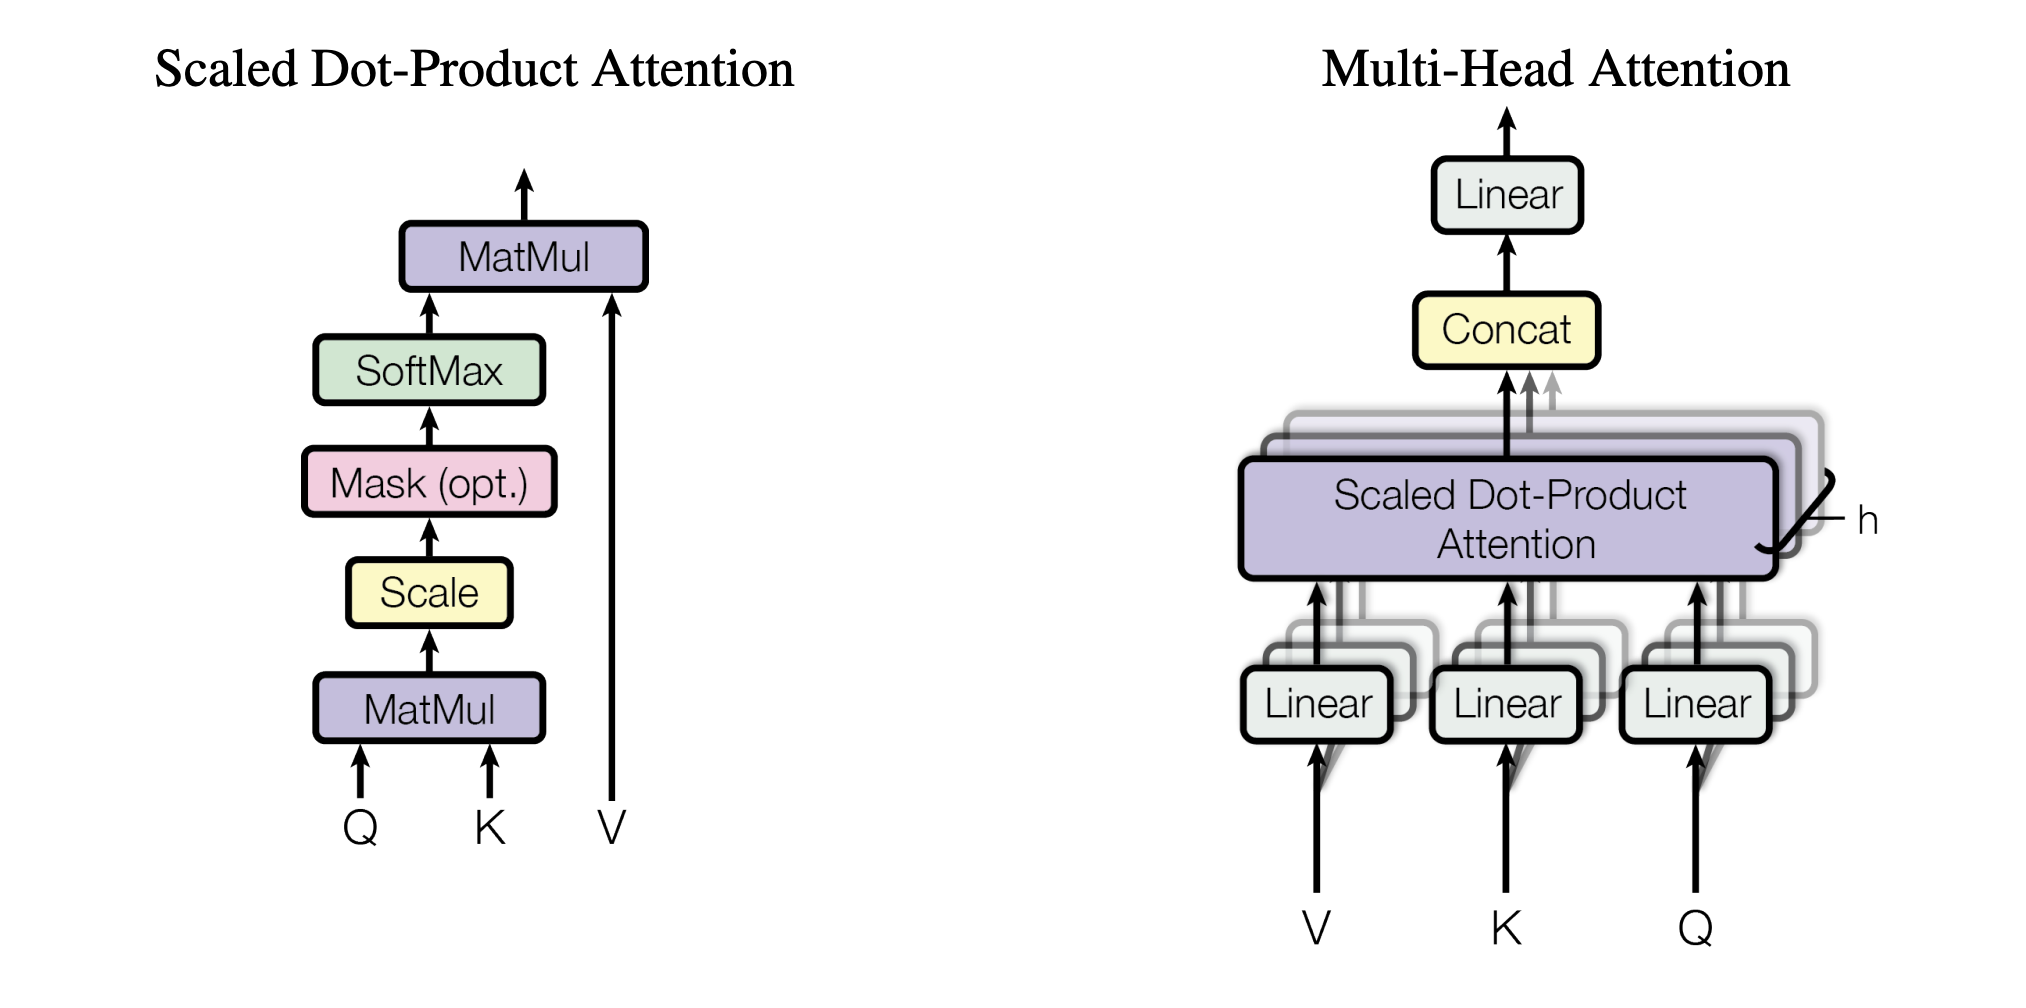 Scaled Dot-Product Attention
MatMul
SoftMax
Mask (opt.)
Scale
MatMul
Q K V
Multi-Head Attention
Linear
Concat
Scaled Dot-Product
Attention
h
Linear Linear Linear
V K Q